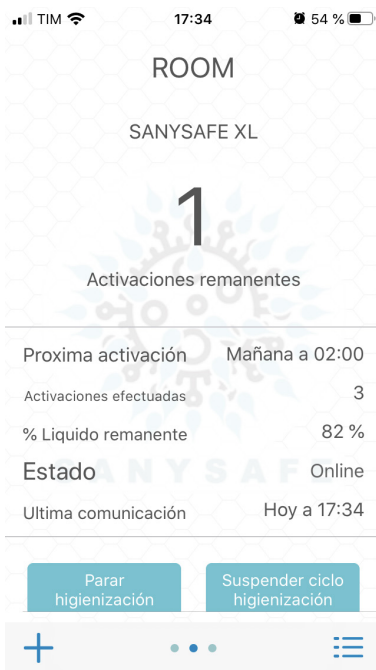 TIM 17:34 54 %
ROOM
SANYSAFE XL
1
Activaciones remanentes
Proxima activación Mañana a 02:00
Activaciones efectuadas 3
% Liquido remanente 82 %
Estado Online
SANYSAFE
Ultima comunicación Hoy a 17:34
Parar
higienización
Suspender ciclo
higienización